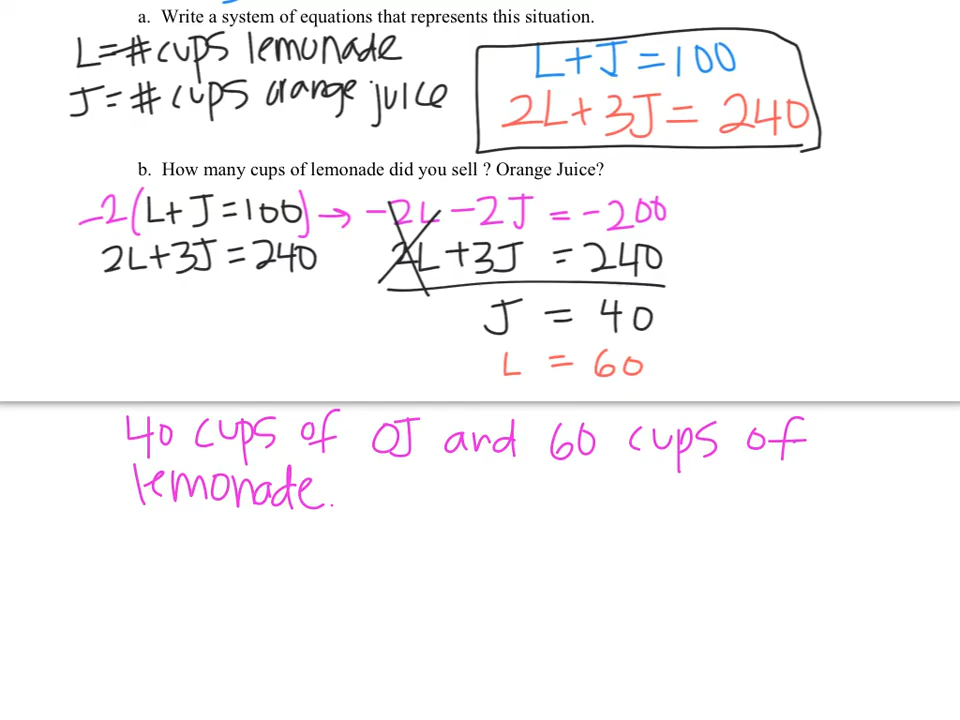 a. Write a system of equations that represents this situation.
L = # cups lemonade
J = # cups orange juice
L + J = 100
2L + 3J = 240
b. How many cups of lemonade did you sell ? Orange Juice?
-2(L + J = 100) → -2L - 2J = -200
2L + 3J = 240 2L + 3J = 240
J = 40
L = 60
40 cups of OJ and 60 cups of
lemonade.